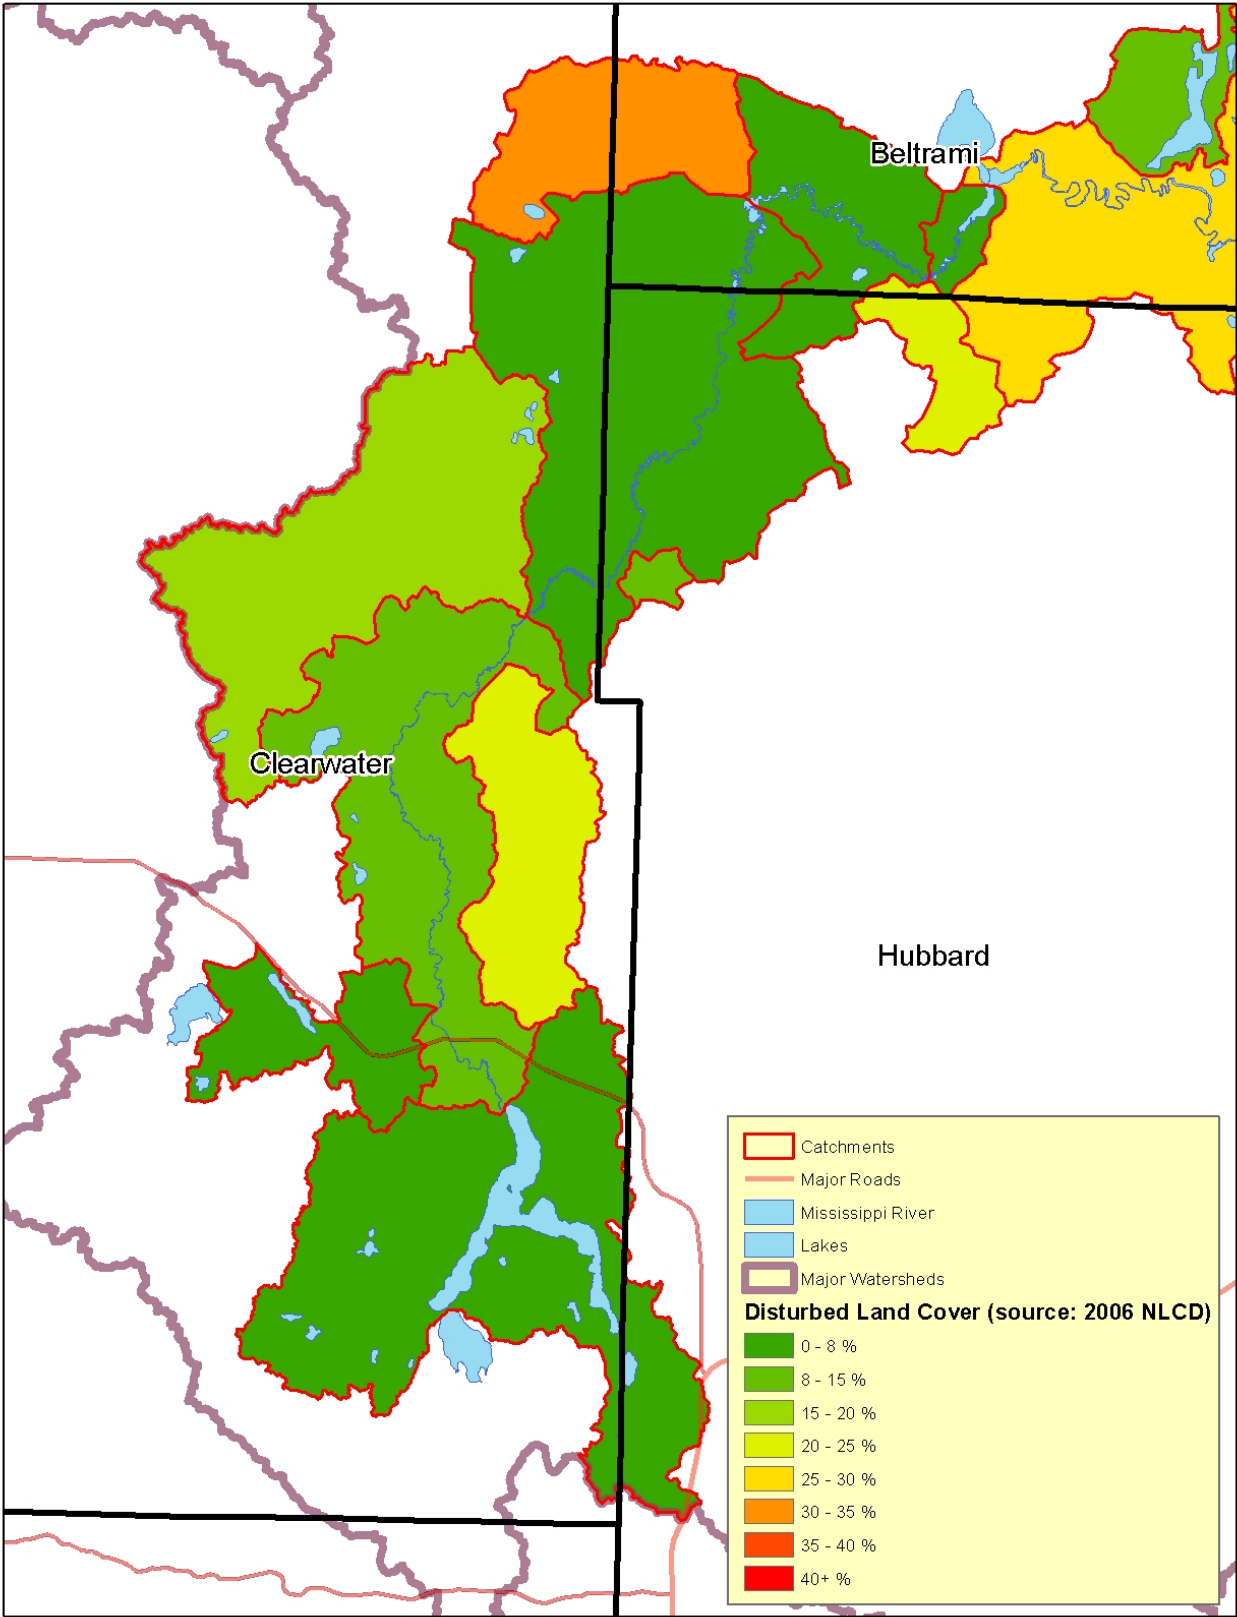 Beltrami
Clearwater
Hubbard
Catchments
Major Roads
Mississippi River
Lakes
Major Watersheds
Disturbed Land Cover (source: 2006 NLCD)
0 - 8 %
8 - 15 %
15 - 20 %
20 - 25 %
25 - 30 %
30 - 35 %
35 - 40 %
40+ %